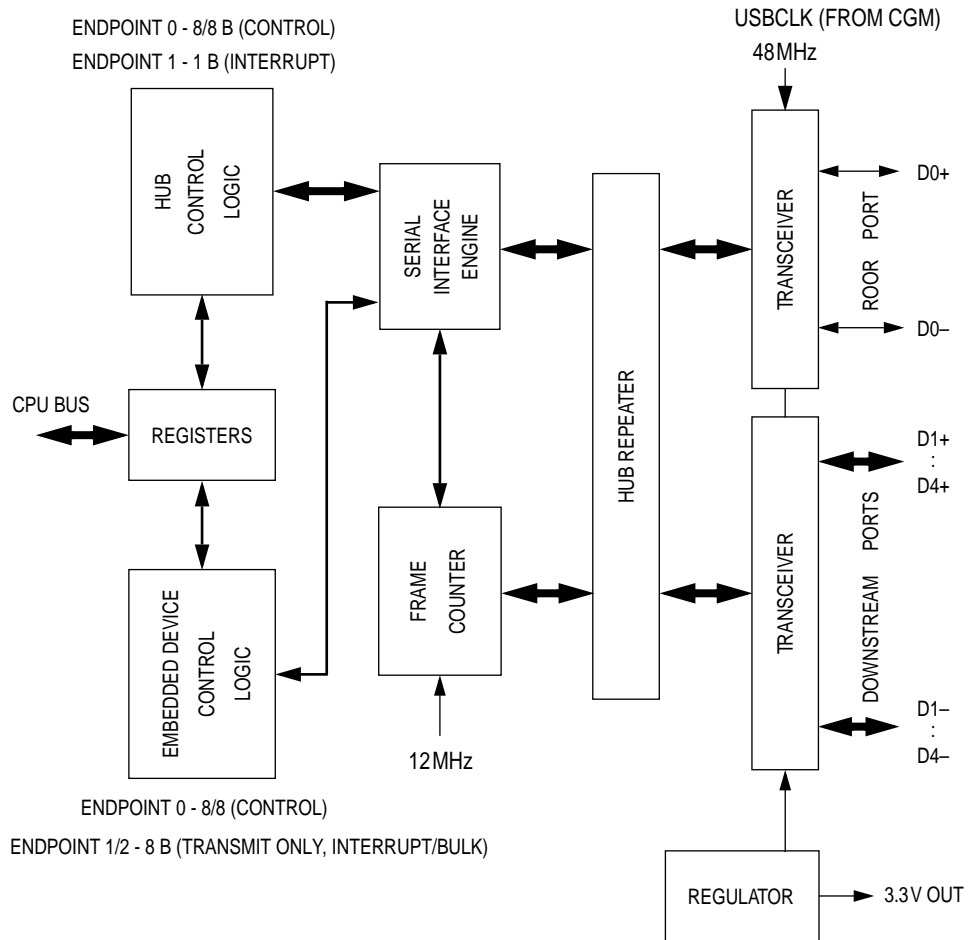 ENDPOINT 0 - 8/8 B (CONTROL)
ENDPOINT 1 - 1 B (INTERRUPT)
USBCLK (FROM CGM)
48MHz
HUB
CONTROL
LOGIC
SERIAL
INTERFACE
ENGINE
HUB REPEATER
TRANSCEIVER
D0+
ROOR PORT
D0–
CPU BUS
REGISTERS
FRAME
COUNTER
12MHz
TRANSCEIVER
D1+
:
D4+
DOWNSTREAM PORTS
D1–
:
D4–
EMBEDDED DEVICE
CONTROL
LOGIC
ENDPOINT 0 - 8/8 (CONTROL)
ENDPOINT 1/2 - 8 B (TRANSMIT ONLY, INTERRUPT/BULK)
REGULATOR
3.3V OUT